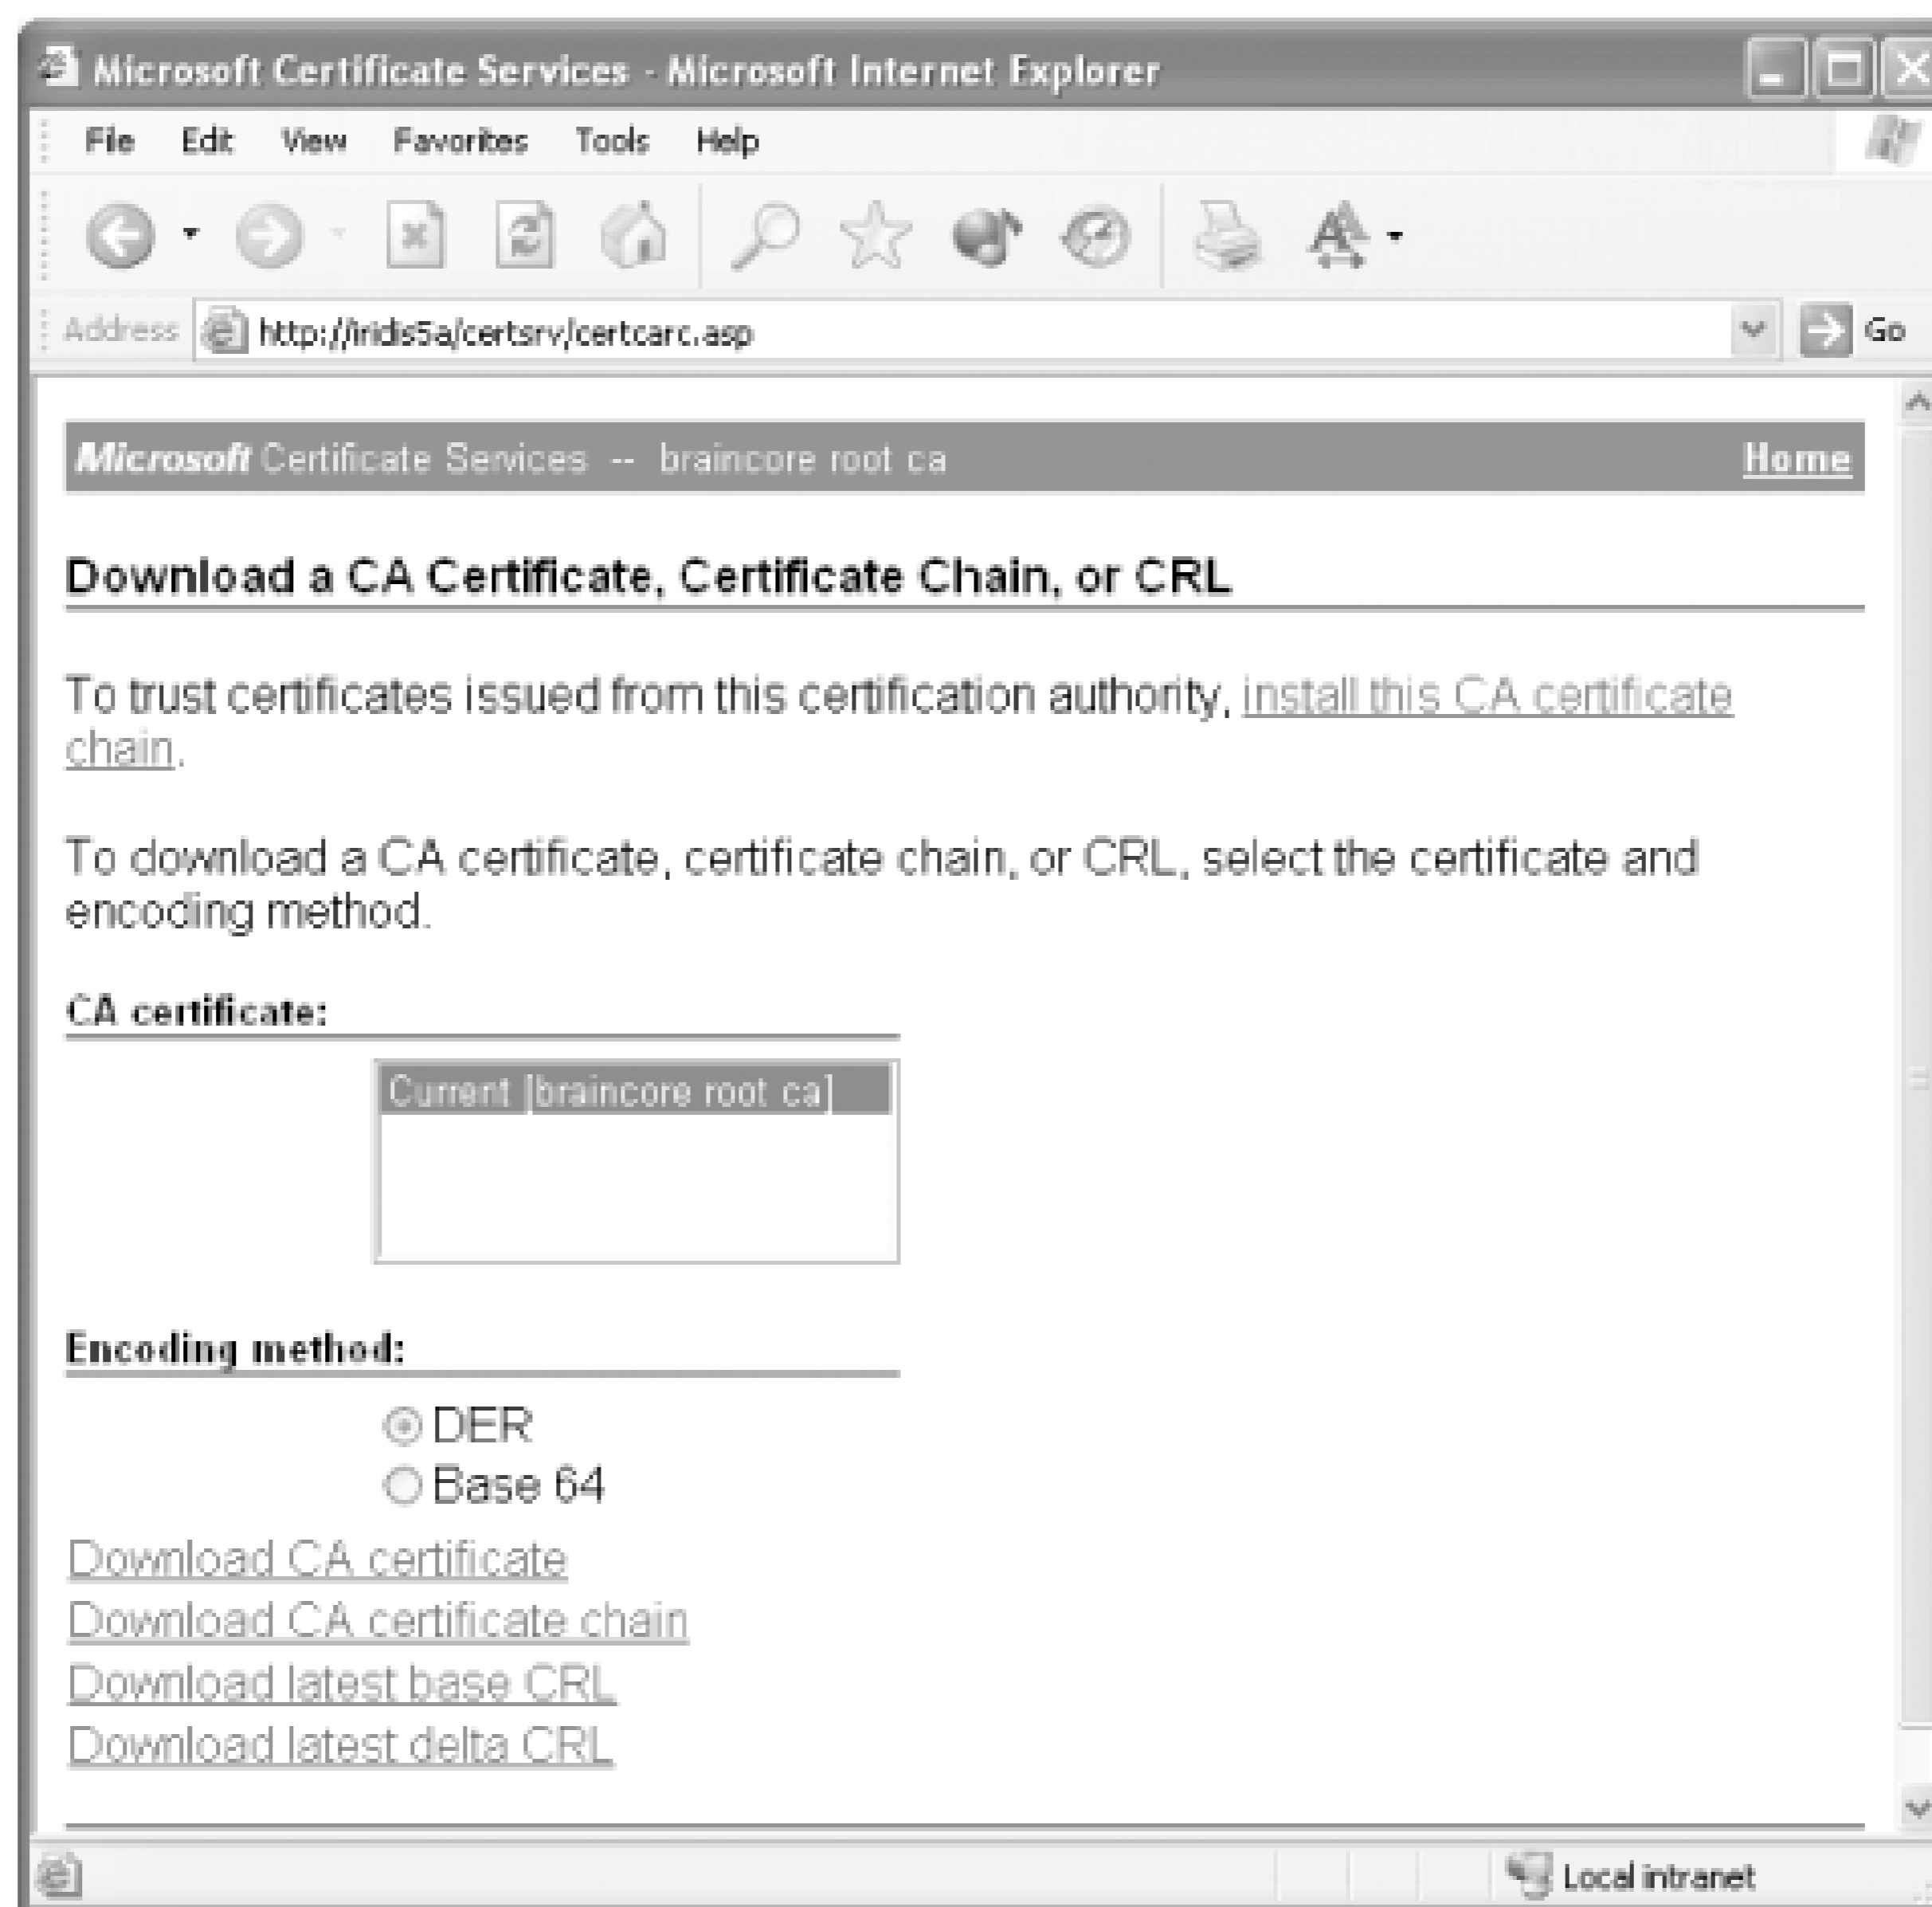 Microsoft Certificate Services - Microsoft Internet Explorer
File Edit View Favorites Tools Help
Address http://iridis5a/certsrv/certcarc.asp Go
Microsoft Certificate Services -- braincore root ca Home
Download a CA Certificate, Certificate Chain, or CRL
To trust certificates issued from this certification authority, install this CA certificate
chain.
To download a CA certificate, certificate chain, or CRL, select the certificate and
encoding method.
CA certificate:
Current [braincore root ca]
Encoding method:
DER
Base 64
Download CA certificate
Download CA certificate chain
Download latest base CRL
Download latest delta CRL
Local intranet